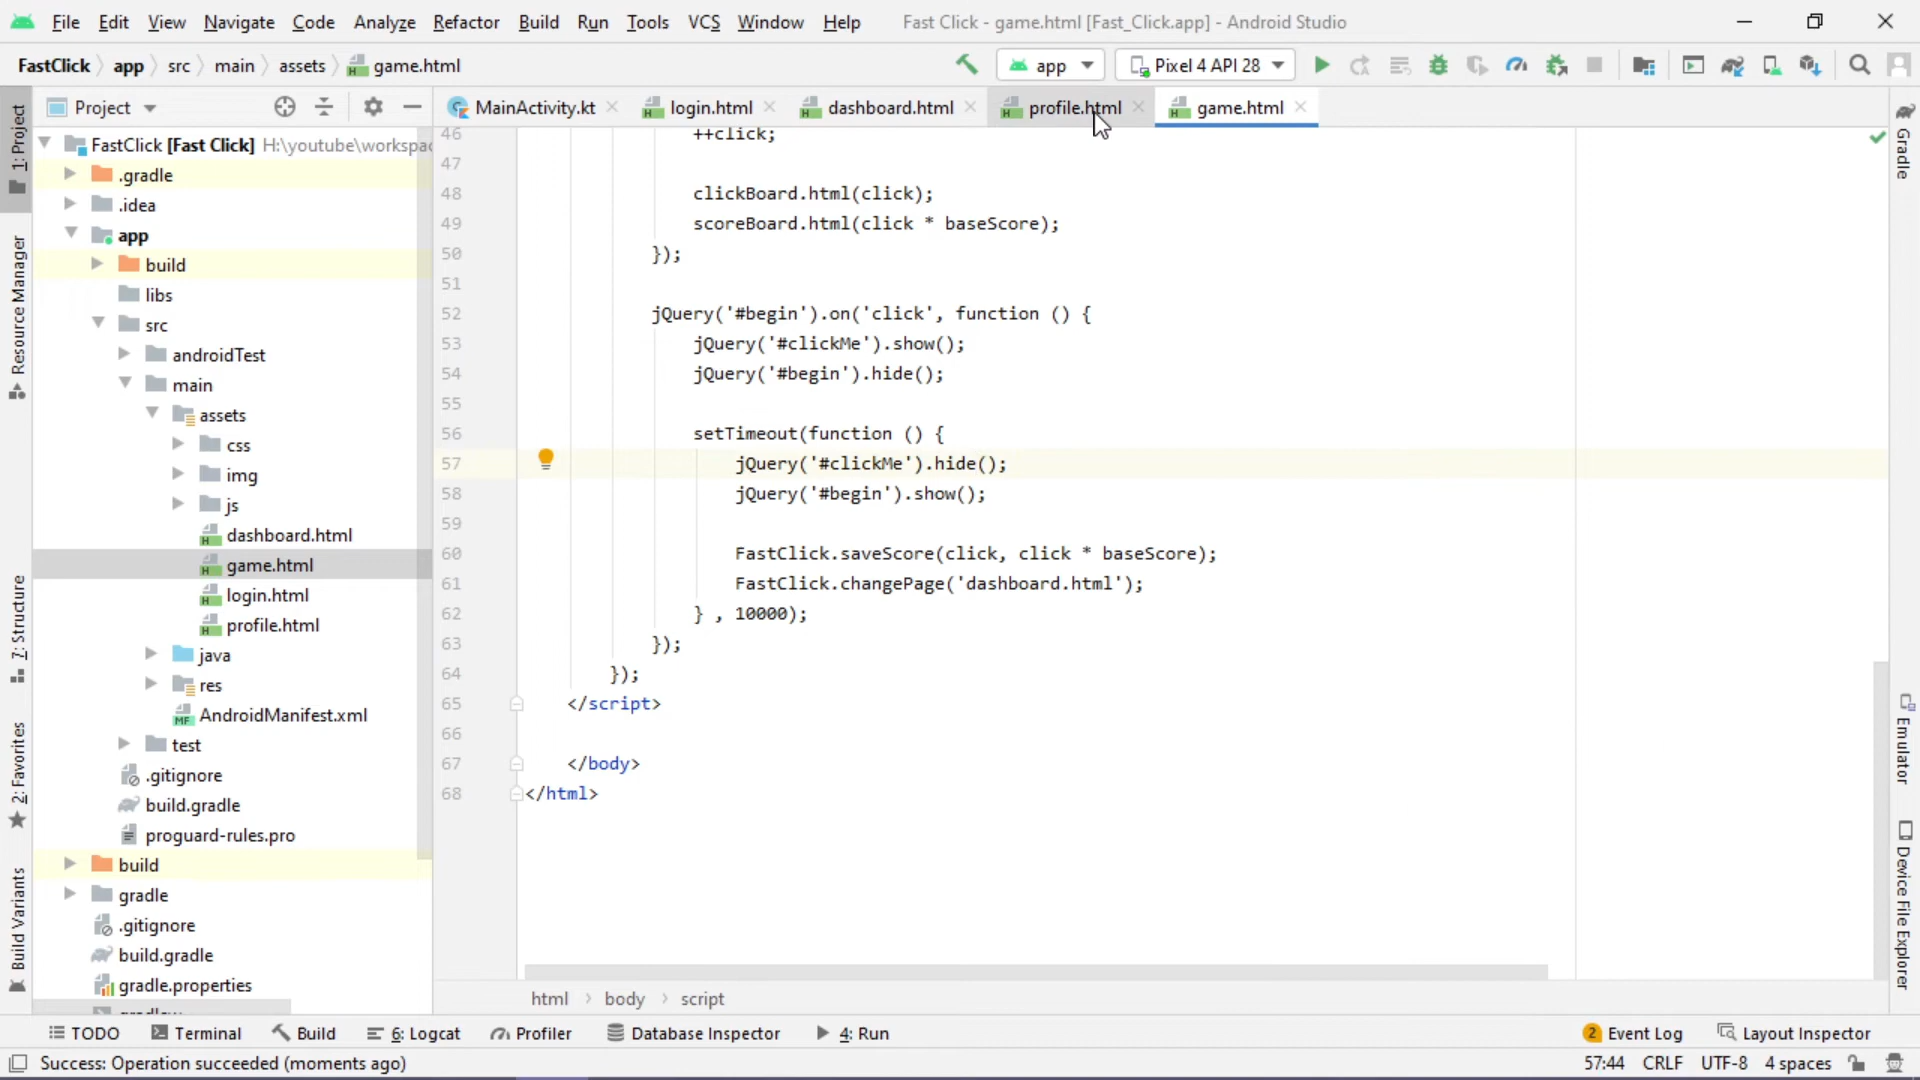 File Edit View Navigate Code Analyze Refactor Build Run Tools VCS Window Help Fast Click - game.html [Fast_Click.app] - Android Studio
FastClick app src main assets game.html app Pixel 4 API 28
Project MainActivity.kt login.html dashboard.html profile.html game.html
1: Project
Resource Manager
7: Structure
2: Favorites
Build Variants
FastClick [Fast Click] H:\youtube\workspac
.gradle
.idea
app
build
libs
src
androidTest
main
assets
css
img
js
dashboard.html
game.html
login.html
profile.html
java
res
AndroidManifest.xml
test
.gitignore
build.gradle
proguard-rules.pro
build
gradle
.gitignore
build.gradle
gradle.properties
46 ++click;
47
48 clickBoard.html(click);
49 scoreBoard.html(click * baseScore);
50 });
51
52 jQuery('#begin').on('click', function () {
53 jQuery('#clickMe').show();
54 jQuery('#begin').hide();
55
56 setTimeout(function () {
57 jQuery('#clickMe').hide();
58 jQuery('#begin').show();
59
60 FastClick.saveScore(click, click * baseScore);
61 FastClick.changePage('dashboard.html');
62 } , 10000);
63 });
64 });
65 </script>
66
67 </body>
68 </html>
html body script
Gradle
Emulator
Device File Explorer
TODO Terminal Build 6: Logcat Profiler Database Inspector 4: Run 2 Event Log Layout Inspector
Success: Operation succeeded (moments ago) 57:44 CRLF UTF-8 4 spaces